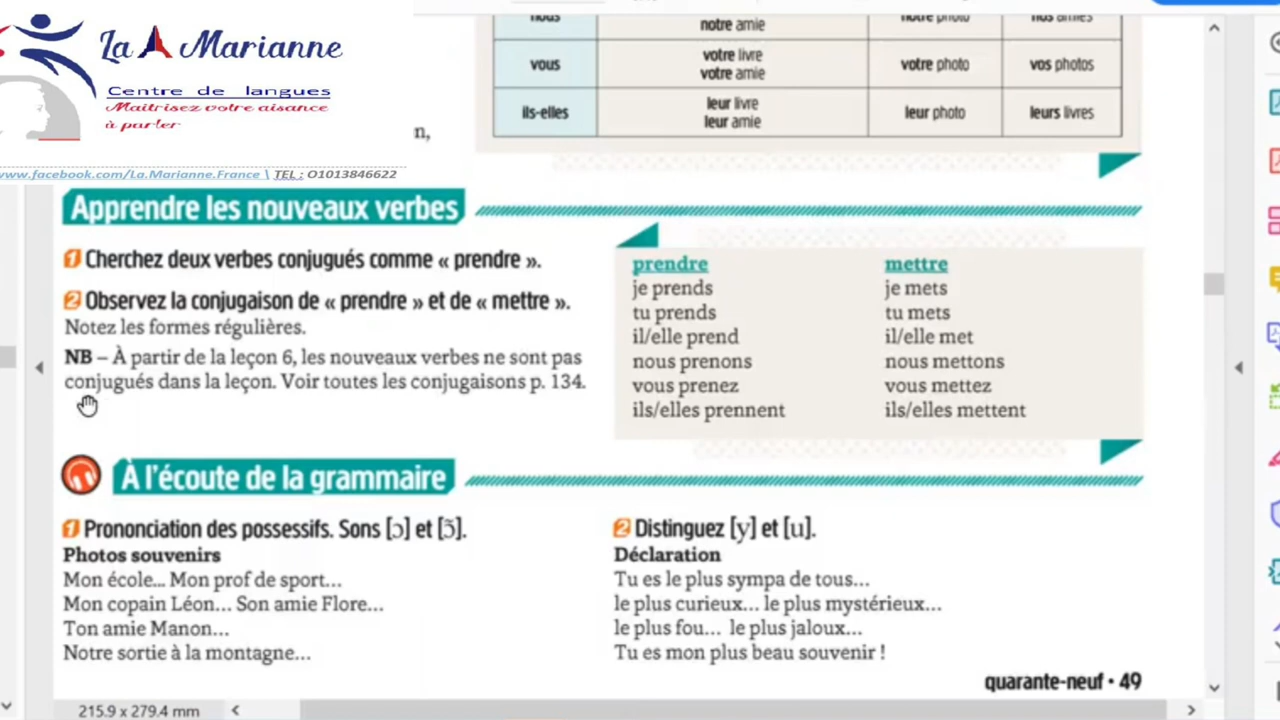 La Marianne
Centre de langues
Maitrisez votre aisance
à parler
www.facebook.com/La.Marianne.France \ TEL : 01013846622
n,
nous
notre amie
notre photo
nos amies
vous
votre livre
votre amie
votre photo
vos photos
ils-elles
leur livre
leur amie
leur photo
leurs livres
Apprendre les nouveaux verbes
1 Cherchez deux verbes conjugués comme « prendre ».
2 Observez la conjugaison de « prendre » et de « mettre ».
Notez les formes régulières.
NB – À partir de la leçon 6, les nouveaux verbes ne sont pas
conjugués dans la leçon. Voir toutes les conjugaisons p. 134.
prendre
je prends
tu prends
il/elle prend
nous prenons
vous prenez
ils/elles prennent
mettre
je mets
tu mets
il/elle met
nous mettons
vous mettez
ils/elles mettent
À l'écoute de la grammaire
1 Prononciation des possessifs. Sons [ɔ] et [ɔ̃].
Photos souvenirs
Mon école... Mon prof de sport...
Mon copain Léon... Son amie Flore...
Ton amie Manon...
Notre sortie à la montagne...
2 Distinguez [y] et [u].
Déclaration
Tu es le plus sympa de tous...
le plus curieux... le plus mystérieux...
le plus fou... le plus jaloux...
Tu es mon plus beau souvenir !
quarante-neuf • 49
215.9 x 279.4 mm